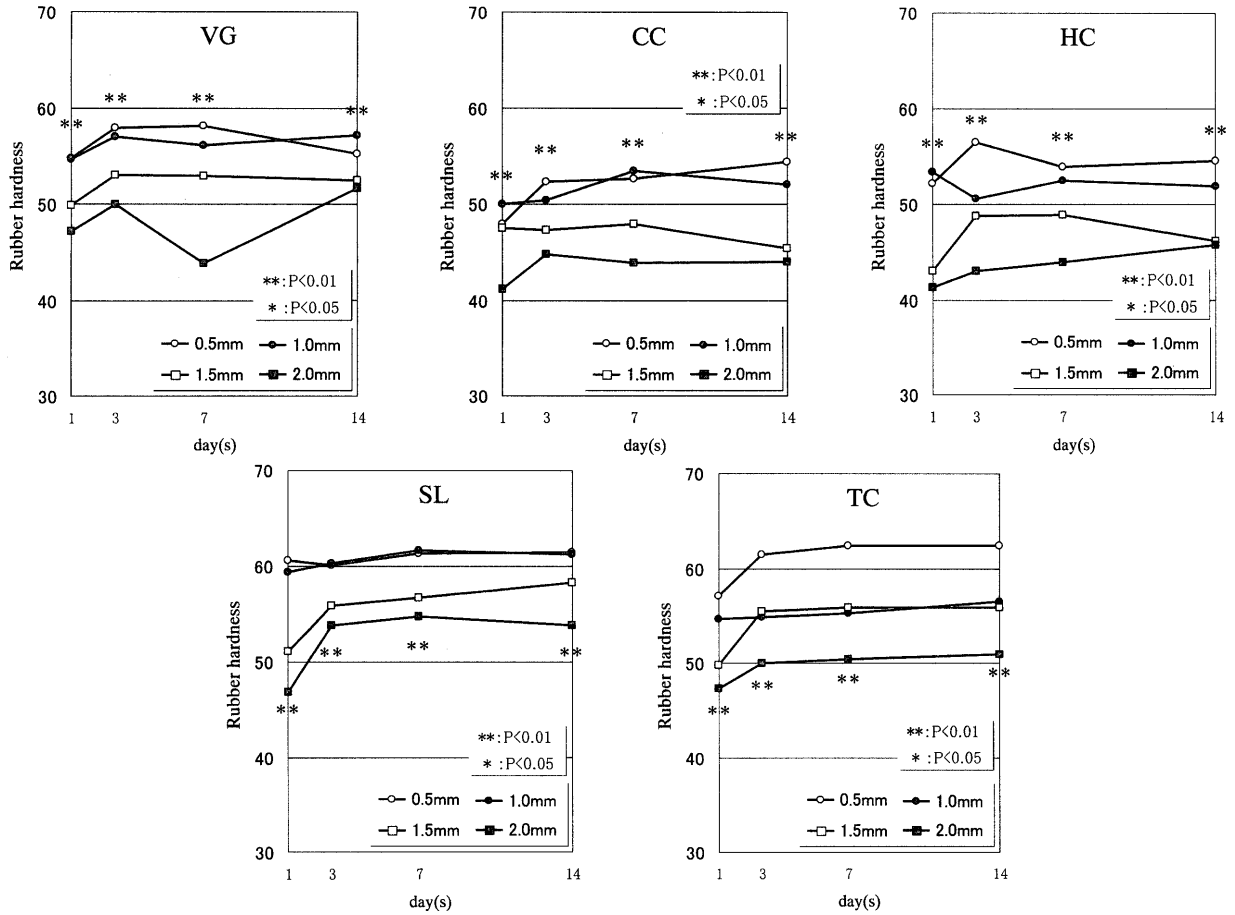 VG
Rubber hardness
70
60
50
40
30
** ** ** **
**:P<0.01
* :P<0.05
0.5mm 1.0mm
1.5mm 2.0mm
1 3 7 14
day(s)
CC
Rubber hardness
70
60
50
40
30
**:P<0.01
* :P<0.05
** ** ** **
0.5mm 1.0mm
1.5mm 2.0mm
1 3 7 14
day(s)
HC
Rubber hardness
70
60
50
40
30
** ** ** **
**:P<0.01
* :P<0.05
0.5mm 1.0mm
1.5mm 2.0mm
1 3 7 14
day(s)
SL
Rubber hardness
70
60
50
40
30
** ** ** **
**:P<0.01
* :P<0.05
0.5mm 1.0mm
1.5mm 2.0mm
1 3 7 14
day(s)
TC
Rubber hardness
70
60
50
40
30
** ** ** **
**:P<0.01
* :P<0.05
0.5mm 1.0mm
1.5mm 2.0mm
1 3 7 14
day(s)